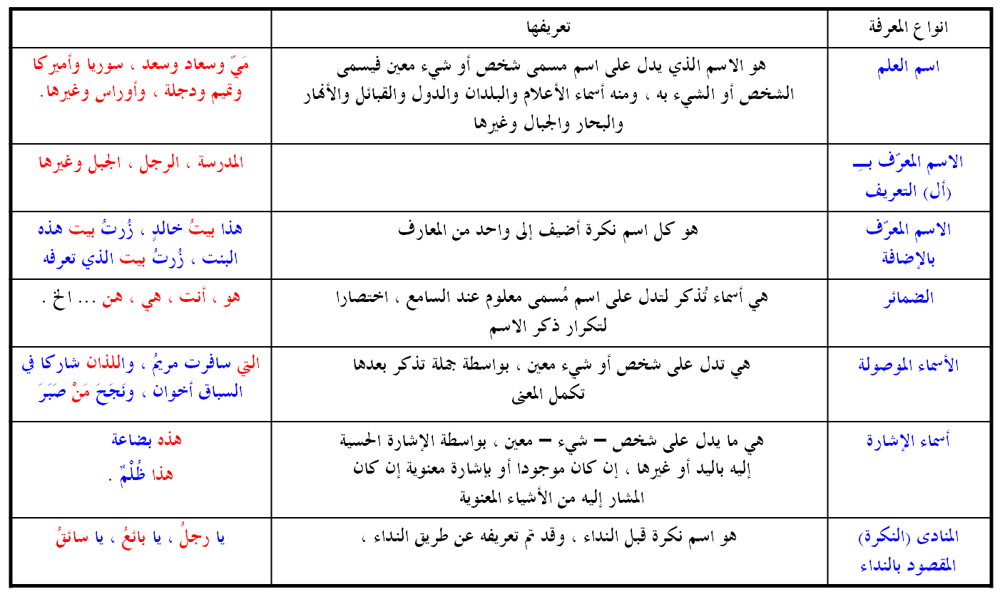 انواع المعرفة
تعريفها
اسم العلم
هو الاسم الذي يدل على اسم مسمى شخص أو شيء معين فيسمى
الشخص أو الشيء به ، ومنه أسماء الأعلام والبلدان والدول والقبائل والأنهار
والبحار والجبال وغيرها
مَيّ وسعاد وسعد ، سوريا وأميركا
وتميم ودجلة ، وأوراس وغيرها.
الاسم المعرّف بـِ
(أل) التعريف
المدرسة ، الرجل ، الجبل وغيرها
الاسم المعرّف
بالإضافة
هو كل اسم نكرة أضيف إلى واحد من المعارف
هذا بيتُ خالدٍ ، زُرتُ بيت هذه
البنت ، زُرتُ بيت الذي تعرفه
الضمائر
هي أسماء تُذكر لتدل على اسم مُسمى معلوم عند السامع ، اختصارا
لتكرار ذكر الاسم
هو ، أنت ، هي ، هن ... الخ .
الأسماء الموصولة
هي تدل على شخص أو شيء معين ، بواسطة جملة تذكر بعدها
تكمل المعنى
التي سافرت مريمُ ، واللذان شاركا في
السباق أخوان ، ونَجَحَ مَنْ صَبَرَ
أسماء الإشارة
هي ما يدل على شخص – شيء – معين ، بواسطة الإشارة الحسية
إليه باليد أو غيرها ، إن كان موجودا أو بإشارة معنوية إن كان
المشار إليه من الأشياء المعنوية
هذه بضاعة
هذا ظُلْمٌ .
المنادى (النكرة)
المقصود بالنداء
هو اسم نكرة قبل النداء ، وقد تم تعريفه عن طريق النداء ،
يا رجلُ ، يا بائعُ ، يا سائقُ